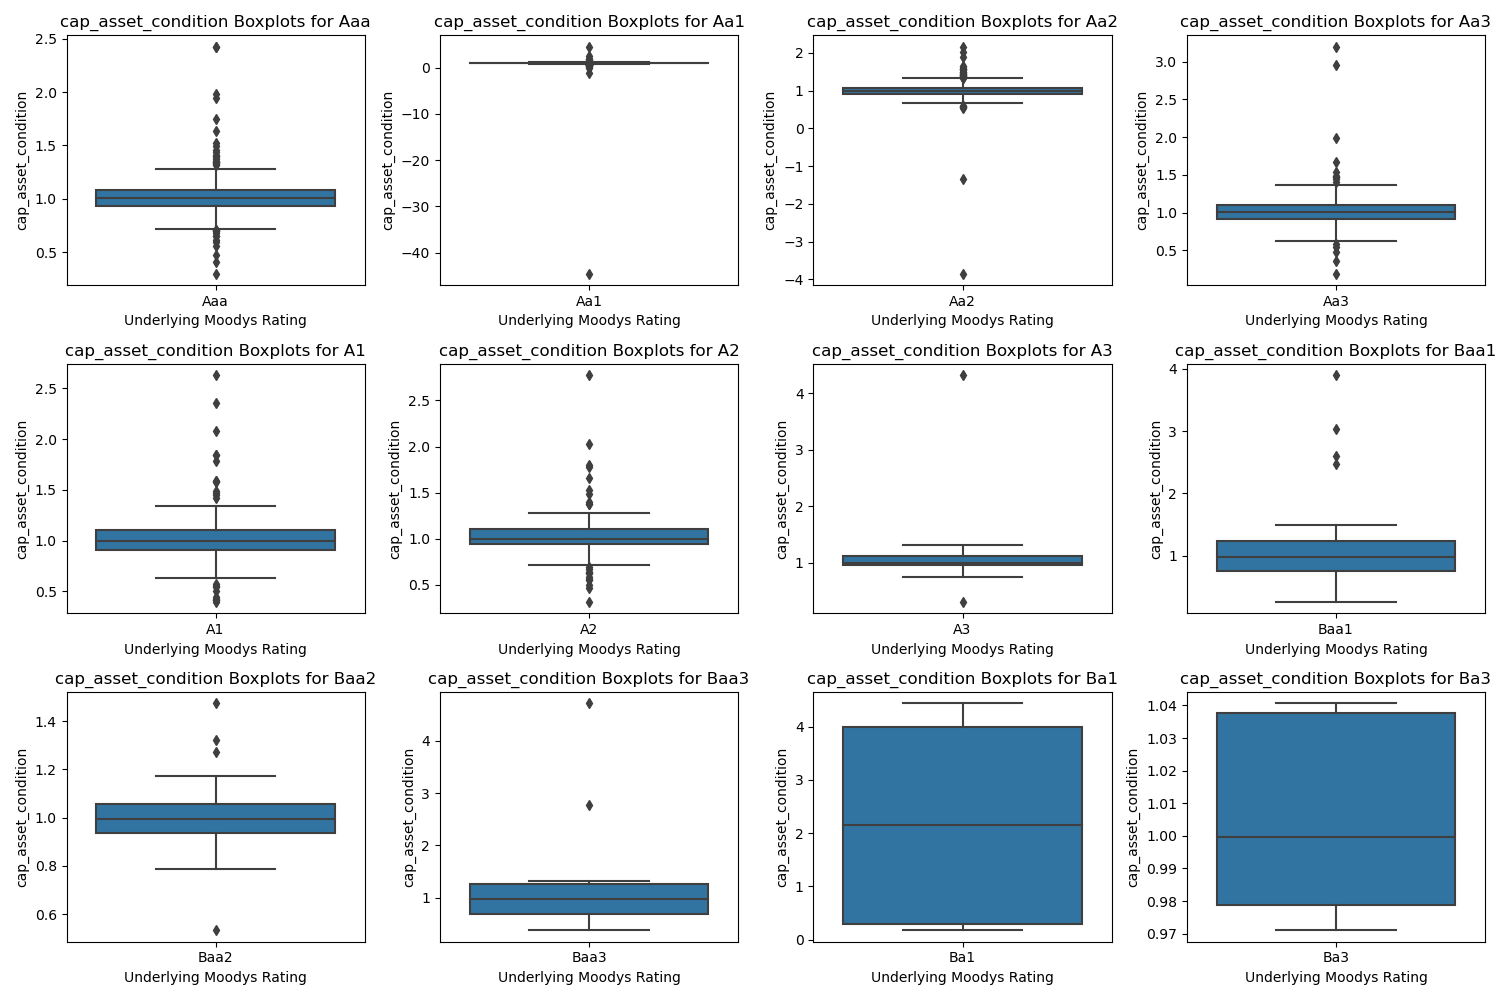 cap_asset_condition Boxplots for Aaa
cap_asset_condition
2.5
2.0
1.5
1.0
0.5
Aaa
Underlying Moodys Rating
cap_asset_condition Boxplots for Aa1
cap_asset_condition
0
−10
−20
−30
−40
Aa1
Underlying Moodys Rating
cap_asset_condition Boxplots for Aa2
cap_asset_condition
2
1
0
−1
−2
−3
−4
Aa2
Underlying Moodys Rating
cap_asset_condition Boxplots for Aa3
cap_asset_condition
3.0
2.5
2.0
1.5
1.0
0.5
Aa3
Underlying Moodys Rating
cap_asset_condition Boxplots for A1
cap_asset_condition
2.5
2.0
1.5
1.0
0.5
A1
Underlying Moodys Rating
cap_asset_condition Boxplots for A2
cap_asset_condition
2.5
2.0
1.5
1.0
0.5
A2
Underlying Moodys Rating
cap_asset_condition Boxplots for A3
cap_asset_condition
4
3
2
1
A3
Underlying Moodys Rating
cap_asset_condition Boxplots for Baa1
cap_asset_condition
4
3
2
1
Baa1
Underlying Moodys Rating
cap_asset_condition Boxplots for Baa2
cap_asset_condition
1.4
1.2
1.0
0.8
0.6
Baa2
Underlying Moodys Rating
cap_asset_condition Boxplots for Baa3
cap_asset_condition
4
3
2
1
Baa3
Underlying Moodys Rating
cap_asset_condition Boxplots for Ba1
cap_asset_condition
4
3
2
1
0
Ba1
Underlying Moodys Rating
cap_asset_condition Boxplots for Ba3
cap_asset_condition
1.04
1.03
1.02
1.01
1.00
0.99
0.98
0.97
Ba3
Underlying Moodys Rating